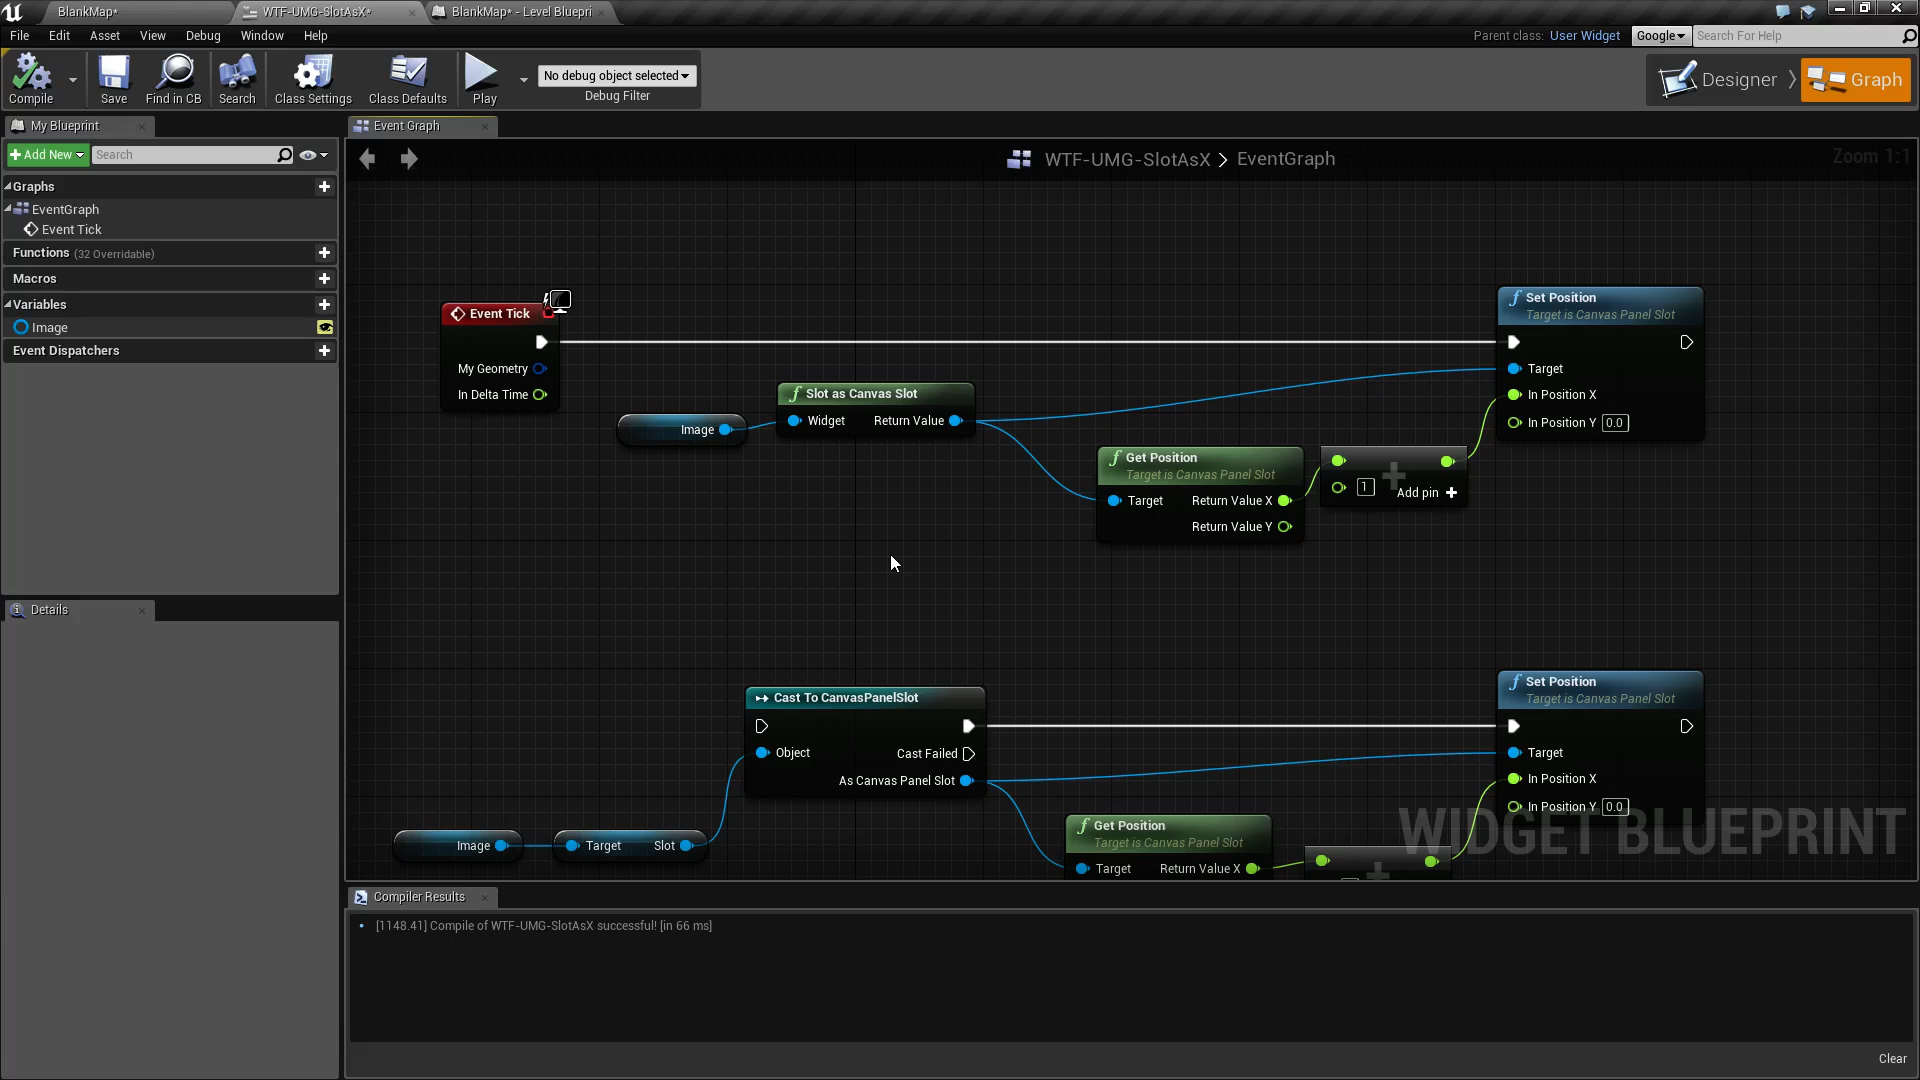 BlankMap*
WTF-UMG-SlotAsX*
BlankMap* - Level Bluepri
File Edit Asset View Debug Window Help
Parent class: User Widget Google Search For Help
Compile
Save
Find in CB
Search
Class Settings
Class Defaults
Play
No debug object selected
Debug Filter
Designer
Graph
My Blueprint
Add New Search
Graphs
EventGraph
Event Tick
Functions (32 Overridable)
Macros
Variables
Image
Event Dispatchers
Details
Event Graph
WTF-UMG-SlotAsX > EventGraph
Zoom 1:1
Event Tick
My Geometry
In Delta Time
Image
Slot as Canvas Slot
Widget Return Value
Get Position
Target is Canvas Panel Slot
Target Return Value X
Return Value Y
1
Add pin
Set Position
Target is Canvas Panel Slot
Target
In Position X
In Position Y 0.0
Cast To CanvasPanelSlot
Object Cast Failed
As Canvas Panel Slot
Image
Target Slot
Get Position
Target is Canvas Panel Slot
Target Return Value X
Set Position
Target is Canvas Panel Slot
Target
In Position X
In Position Y 0.0
WIDGET BLUEPRINT
Compiler Results
[1148.41] Compile of WTF-UMG-SlotAsX successful! [in 66 ms]
Clear